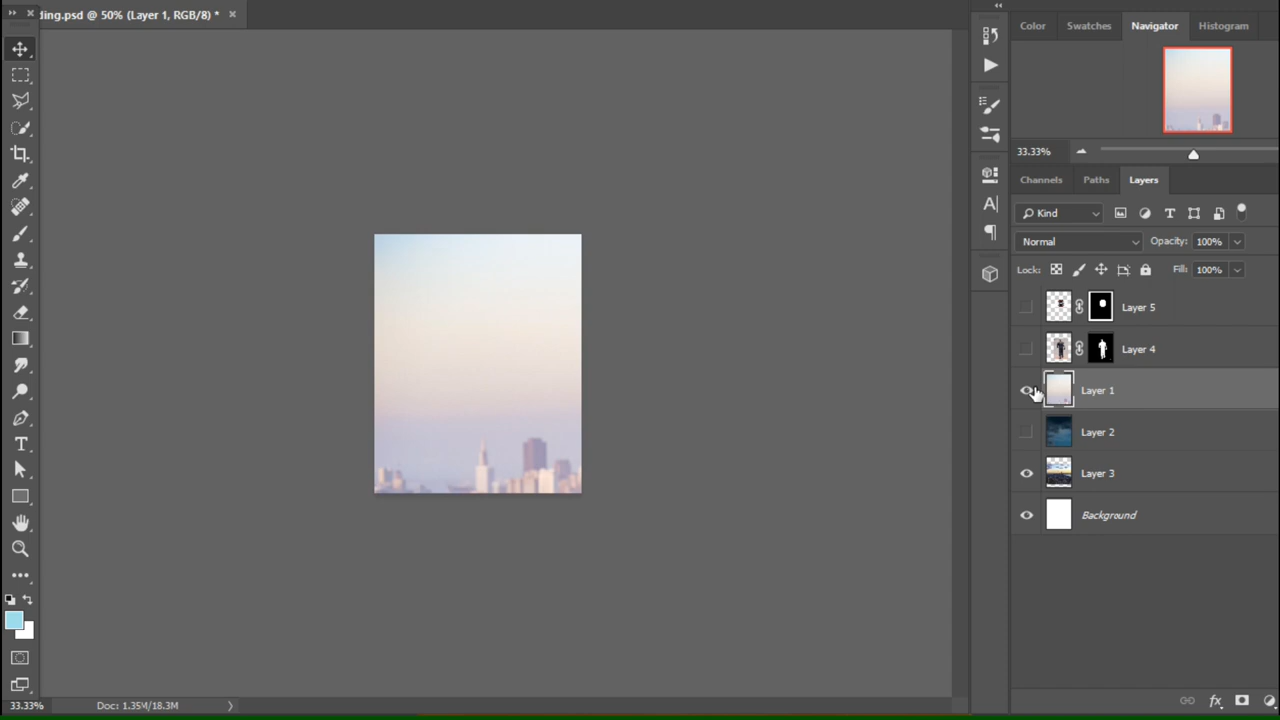 ding.psd @ 50% (Layer 1, RGB/8) *
Color
Swatches
Navigator
Histogram
33.33%
Channels
Paths
Layers
Kind
Normal
Opacity: 100%
Lock:
Fill: 100%
Layer 5
Layer 4
Layer 1
Layer 2
Layer 3
Background
33.33%
Doc: 1.35M/18.3M